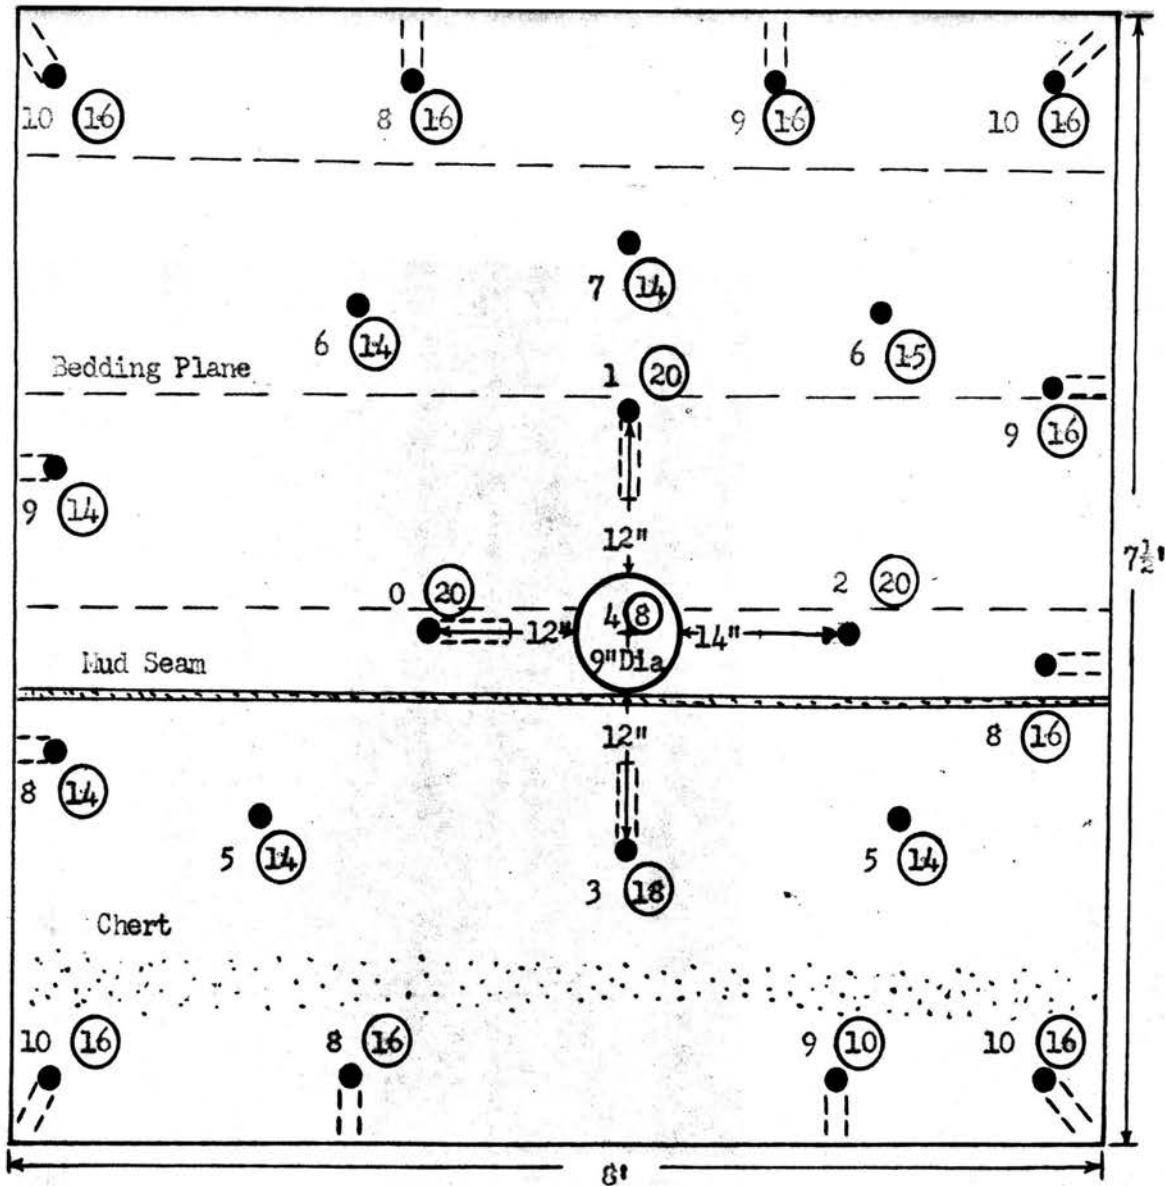 10 16 8 16 9 16 10 16
7 14
6 14 6 15
1 20
Bedding Plane
9 16
9 14
12"
7½'
0 20 2 20
4 8
12" 14"
9"Dia
Mud Seam
12"
8 16
8 14
5 14 5 14
3 18
Chert
10 16 8 16 9 10 10 16
8'